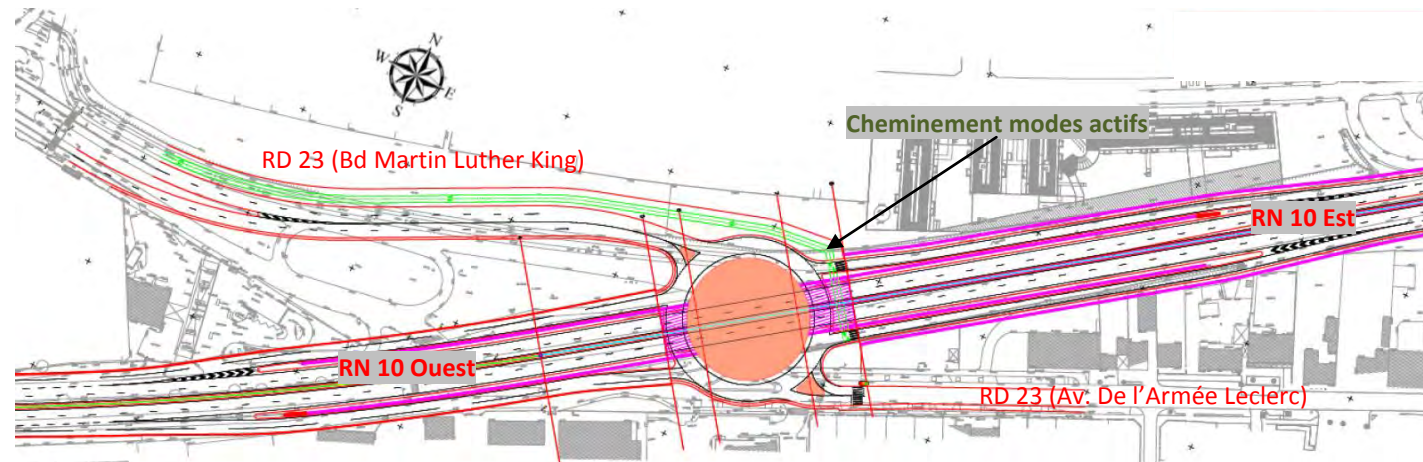 N
W
E
S
Cheminement modes actifs
RD 23 (Bd Martin Luther King)
RN 10 Est
RN 10 Ouest
RD 23 (Av. De l’Armée Leclerc)